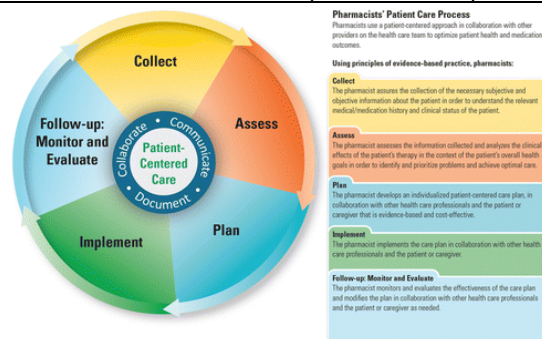 Collect
Assess
Plan
Implement
Follow-up:
Monitor and
Evaluate
Collaborate • Communicate
• Document •
Patient-
Centered
Care
Pharmacists' Patient Care Process
Pharmacists use a patient-centered approach in collaboration with other
providers on the health care team to optimize patient health and medication
outcomes.
Using principles of evidence-based practice, pharmacists:
Collect
The pharmacist assures the collection of the necessary subjective and
objective information about the patient in order to understand the relevant
medical/medication history and clinical status of the patient.
Assess
The pharmacist assesses the information collected and analyzes the clinical
effects of the patient's therapy in the context of the patient's overall health
goals in order to identify and prioritize problems and achieve optimal care.
Plan
The pharmacist develops an individualized patient-centered care plan, in
collaboration with other health care professionals and the patient or
caregiver that is evidence-based and cost-effective.
Implement
The pharmacist implements the care plan in collaboration with other health
care professionals and the patient or caregiver.
Follow-up: Monitor and Evaluate
The pharmacist monitors and evaluates the effectiveness of the care plan
and modifies the plan in collaboration with other health care professionals
and the patient or caregiver as needed.